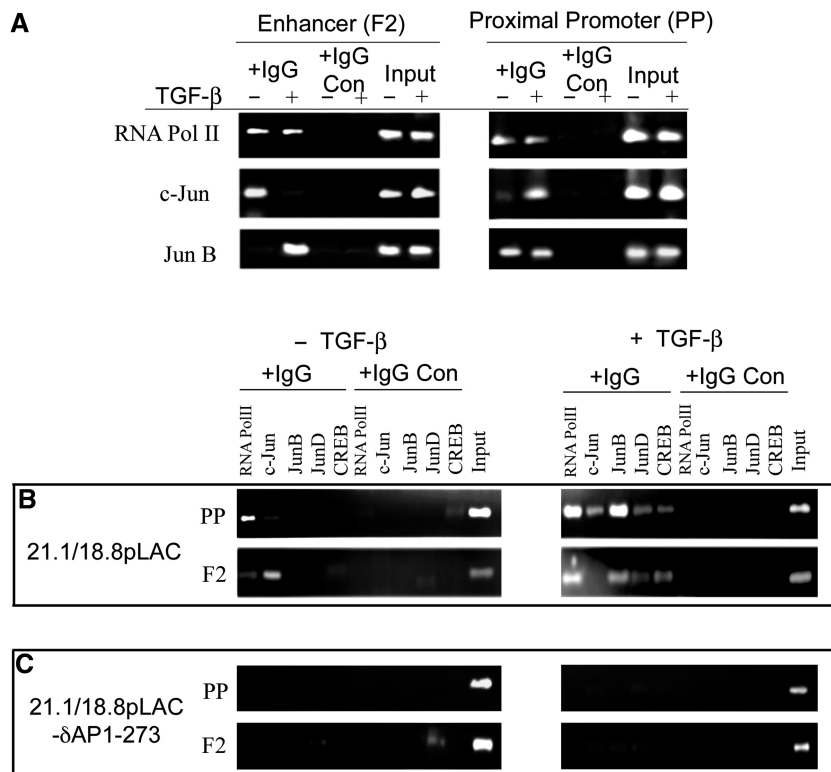 A
Enhancer (F2) Proximal Promoter (PP)
+IgG +IgG Con Input +IgG +IgG Con Input
TGF-β − + − + − + − + − + − +
RNA Pol II
c-Jun
Jun B
− TGF-β + TGF-β
+IgG +IgG Con +IgG +IgG Con
RNA PolII c-Jun JunB JunD CREB RNA PolII c-Jun JunB JunD CREB Input RNA PolII c-Jun JunB JunD CREB RNA PolII c-Jun JunB JunD CREB Input
B
PP
21.1/18.8pLAC
F2
C
PP
21.1/18.8pLAC
-δAP1-273
F2